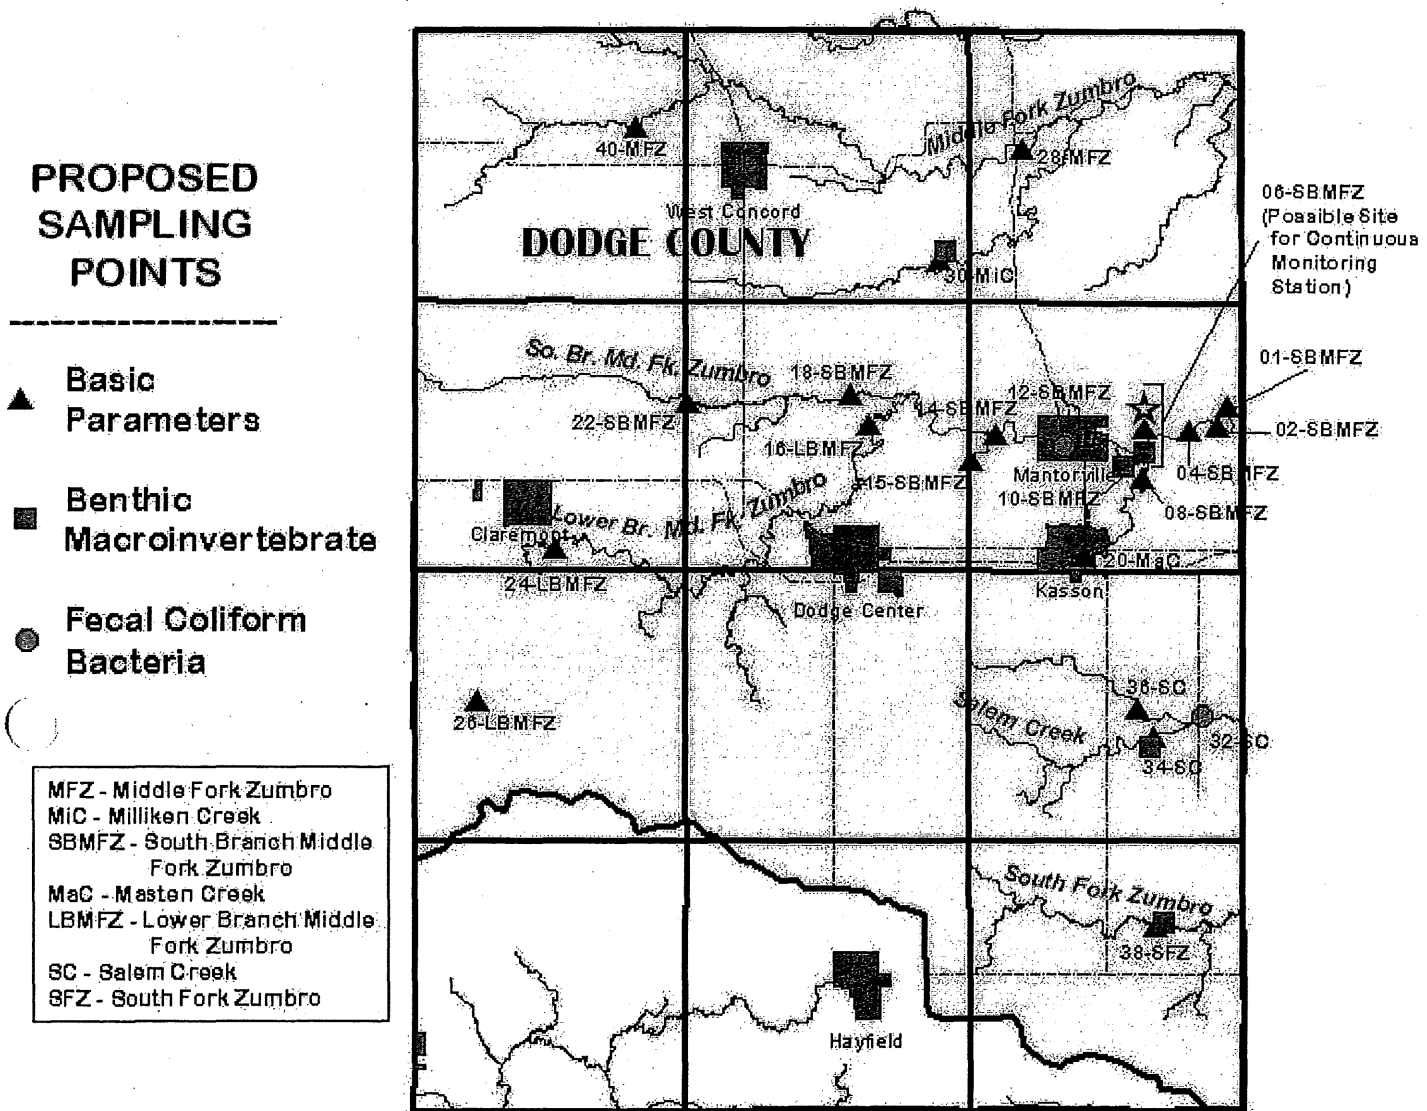 PROPOSED
SAMPLING
POINTS
Basic
Parameters
Benthic
Macroinvertebrate
Fecal Coliform
Bacteria
MFZ - Middle Fork Zumbro
MiC - Milliken Creek
SBMFZ - South Branch Middle
Fork Zumbro
MaC - Masten Creek
LBMFZ - Lower Branch Middle
Fork Zumbro
SC - Salem Creek
SFZ - South Fork Zumbro
Middle Fork Zumbro
40-MFZ
28-MFZ
West Concord
DODGE COUNTY
30-MiC
06-SBMFZ
(Possible Site
for Continuous
Monitoring
Station)
So. Br. Md. Fk. Zumbro
18-SBMFZ
01-SBMFZ
22-SBMFZ
14-SBMFZ
12-SBMFZ
02-SBMFZ
16-LBMFZ
15-SBMFZ
Mantorville
04-SBMFZ
10-SBMFZ
08-SBMFZ
Lower Br. Md. Fk. Zumbro
Claremont
24-LBMFZ
Dodge Center
20-MaC
Kasson
26-LBMFZ
36-SC
Salem Creek
32-SC
34-SC
South Fork Zumbro
38-SFZ
Hayfield